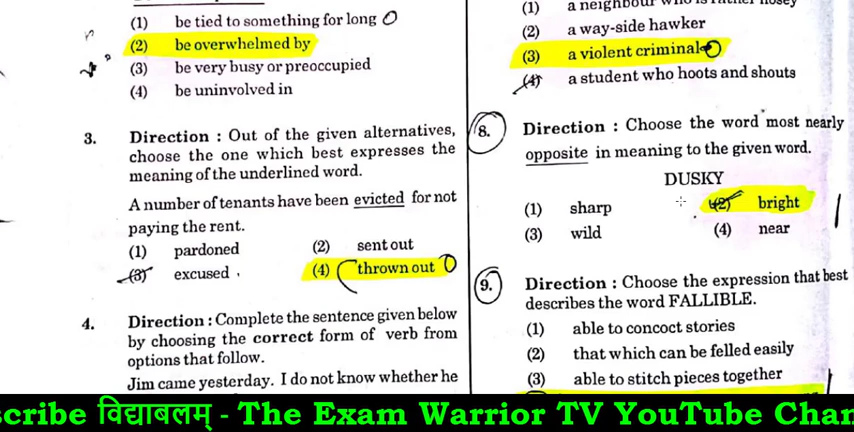 (1) be tied to something for long
(2) be overwhelmed by
(3) be very busy or preoccupied
(4) be uninvolved in
3. Direction : Out of the given alternatives,
choose the one which best expresses the
meaning of the underlined word.
A number of tenants have been evicted for not
paying the rent.
(1) pardoned (2) sent out
(3) excused (4) thrown out
4. Direction : Complete the sentence given below
by choosing the correct form of verb from
options that follow.
Jim came yesterday. I do not know whether he
(1) a neighbour who is rather nosey
(2) a way-side hawker
(3) a violent criminal
(4) a student who hoots and shouts
8. Direction : Choose the word most nearly
opposite in meaning to the given word.
DUSKY
(1) sharp (2) bright
(3) wild (4) near
9. Direction : Choose the expression that best
describes the word FALLIBLE.
(1) able to concoct stories
(2) that which can be felled easily
(3) able to stitch pieces together
scribe विद्याबलम् - The Exam Warrior TV YouTube Chan